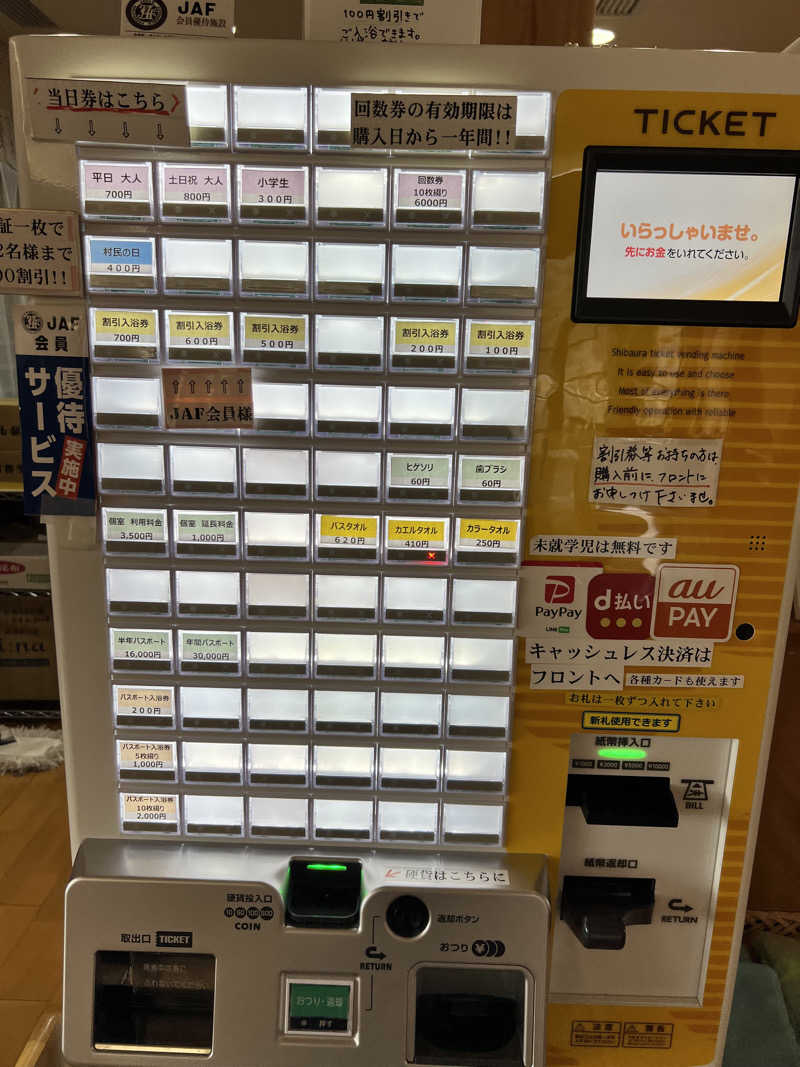 JAF
会員優待施設
100円割引きで
ご入浴できます。
当日券はこちら
↓ ↓ ↓ ↓
回数券の有効期限は
購入日から一年間!!
TICKET
平日 大人
700円
土日祝 大人
800円
小学生
300円
回数券
10枚綴り
6000円
いらっしゃいませ。
先にお金をいれてください。
証一枚で
2名様まで
00割引!!
村民の日
400円
JAF
会員
優待
サービス
実施中
割引入浴券
700円
割引入浴券
600円
割引入浴券
500円
割引入浴券
200円
割引入浴券
100円
Shibaura ticket vending machine
It is easy to use and choose
Most of everything is there
Friendly operation with reliable
↑ ↑ ↑ ↑ ↑
JAF会員様
割引券等お持ちの方は
購入前に、フロントに
お申しつけ下さいませ。
ヒゲソリ
60円
歯ブラシ
60円
個室 利用料金
3,500円
個室 延長料金
1,000円
バスタオル
620円
カエルタオル
410円
カラータオル
250円
未就学児は無料です
PayPay
LINE Pay
d払い
au
PAY
キャッシュレス決済は
フロントへ 各種カードも使えます
お札は一枚ずつ入れて下さい
新札使用できます
半年パスポート
16,000円
年間パスポート
30,000円
パスポート入浴券
200円
パスポート入浴券
5枚綴り
1,000円
パスポート入浴券
10枚綴り
2,000円
紙幣挿入口
¥1000 ¥2000 ¥5000 ¥10000
BILL
紙幣返却口
RETURN
硬貨はこちらに
硬貨投入口
10 50 100 500
COIN
返却ボタン
取出口 TICKET
おつり
RETURN
おつり・返却
押す
注意
警告